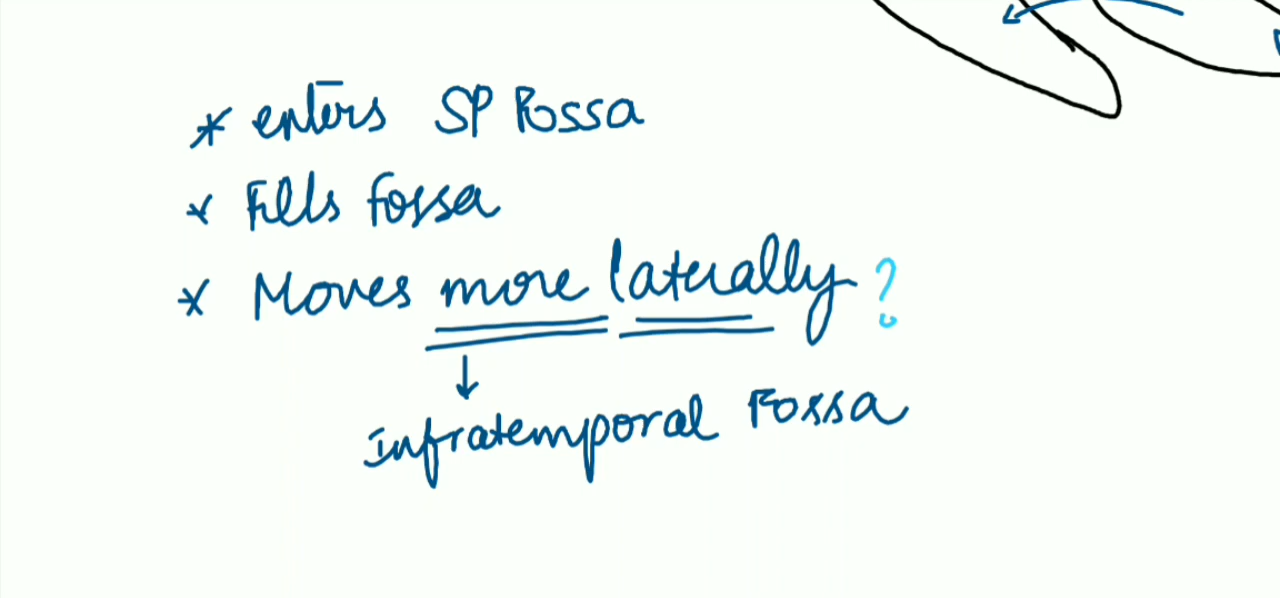 * enters SP Fossa
* Fills fossa
* Moves more laterally ?
↓
Infratemporal Fossa